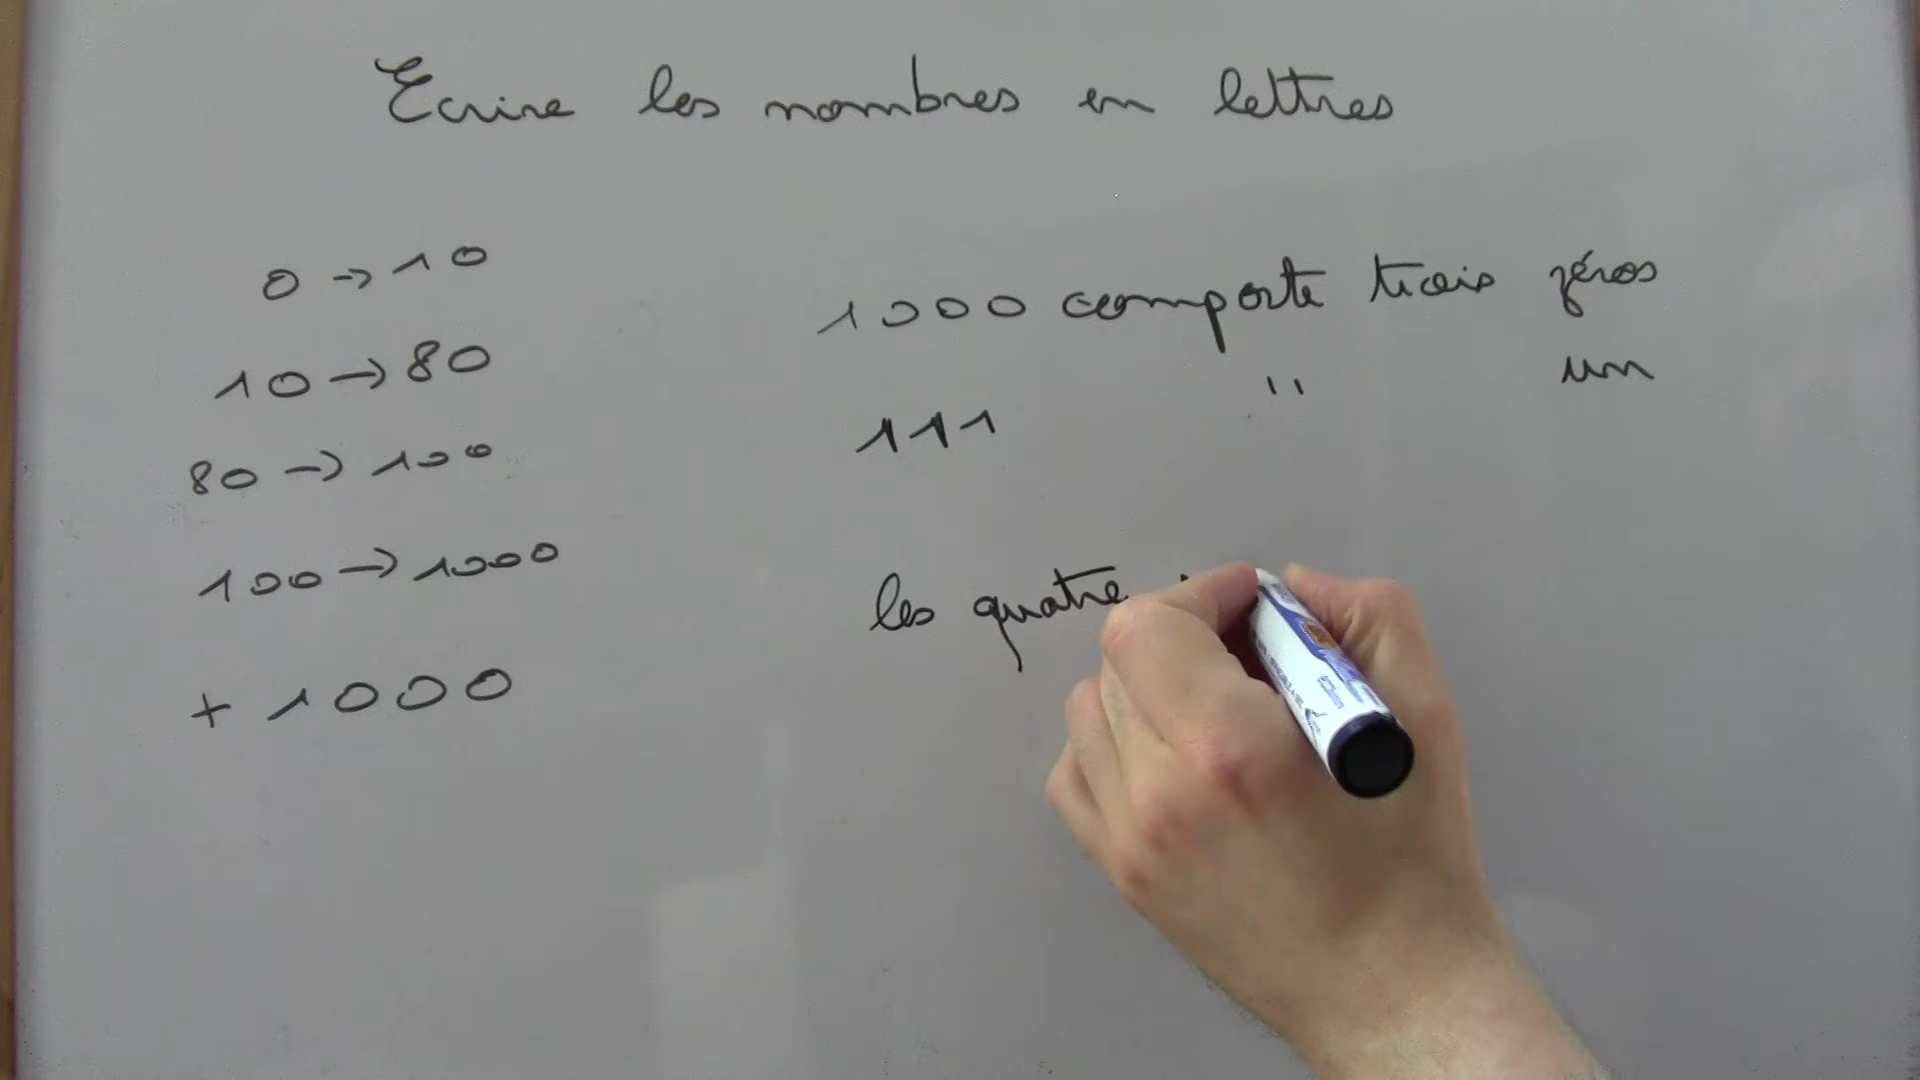 Ecrire les nombres en lettres
0 → 10
10 → 80
80 → 100
100 → 1000
+ 1000
1000 comporte trois zéros
111 " un
les quatre